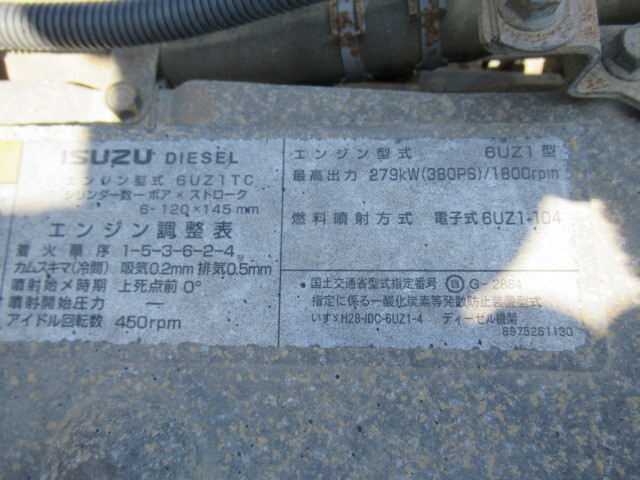 ISUZU DIESEL
エンジン型式 6UZ1TC
シリンダ数ーボア×ストローク
6-120×145mm
エンジン調整表
着火順序 1-5-3-6-2-4
カムスキマ(冷間) 吸気0.2mm 排気0.5mm
噴射始メ時期 上死点前0°
噴射開始圧力 ー
アイドル回転数 450rpm
エンジン型式 6UZ1型
最高出力 279kW(380PS)/1800rpm
燃料噴射方式 電子式6UZ1-104
・国土交通省型式指定番号 自 G-2884
指定に係る一酸化炭素等発散防止装置型式
いすゞH28-IDC-6UZ1-4 ディーゼル機関
8975261130